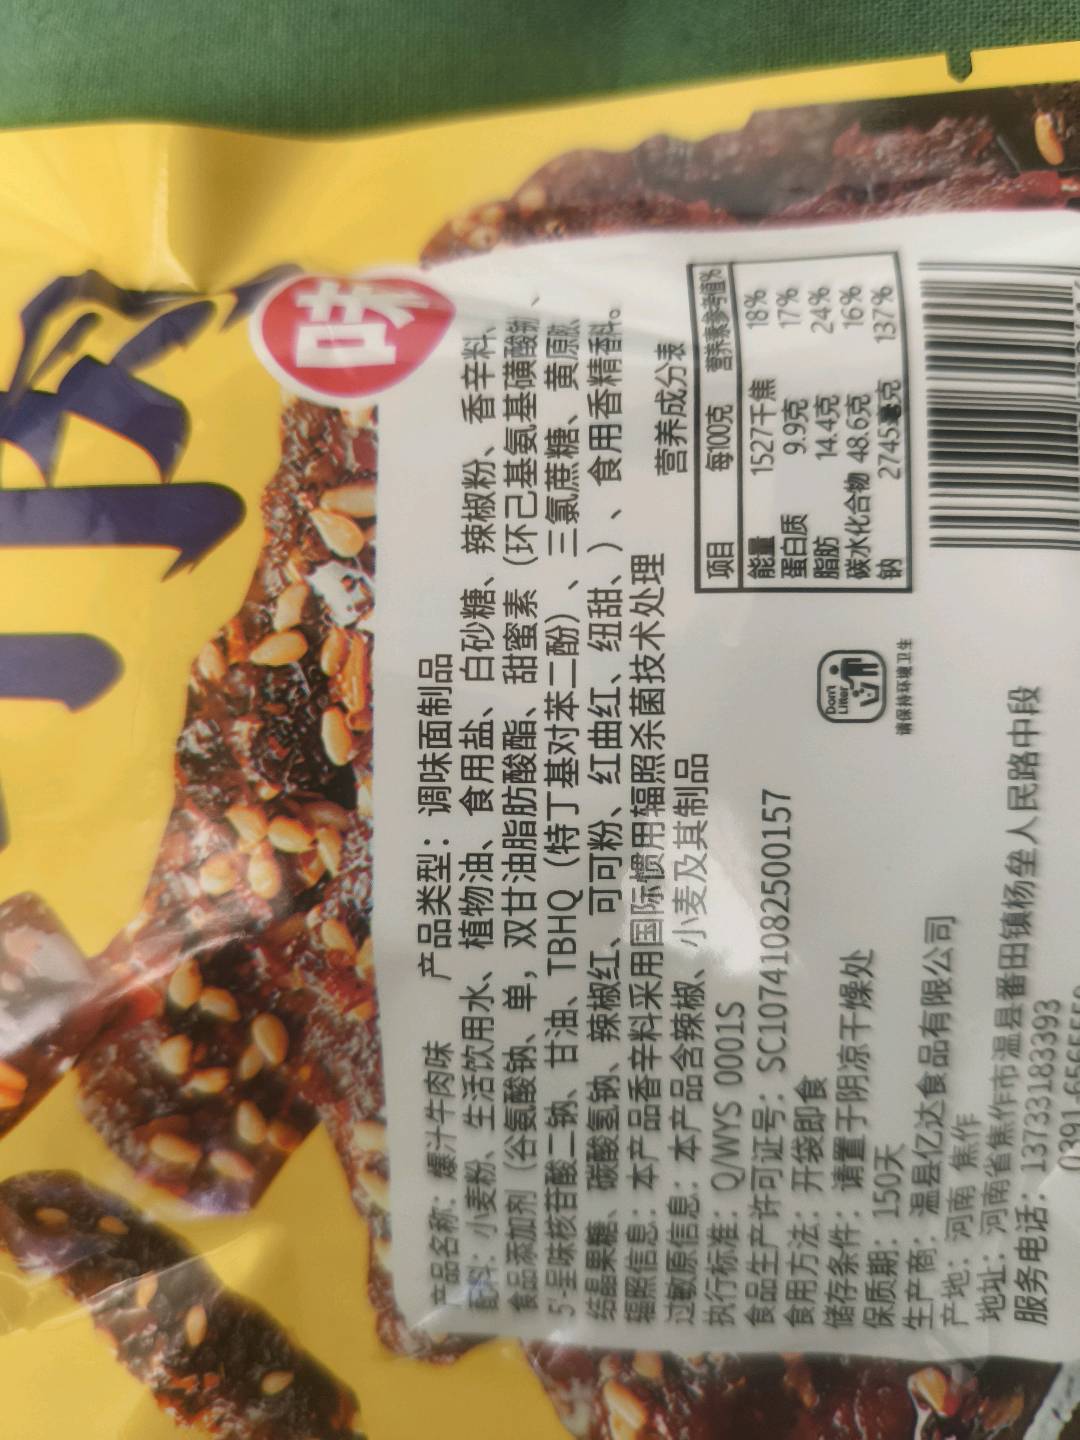 味
产品名称：爆汁牛肉味 产品类型：调味面制品
配料：小麦粉、生活饮用水、植物油、食用盐、白砂糖、辣椒粉、香辛料、
食品添加剂（谷氨酸钠、单，双甘油脂肪酸酯、甜蜜素（环己基氨基磺酸钠）、
5'-呈味核苷酸二钠、甘油、TBHQ（特丁基对苯二酚）、三氯蔗糖、黄原胶、
结晶果糖、碳酸氢钠、辣椒红、可可粉、红曲红、纽甜、）、食用香精香料。
辐照信息：本产品香辛料采用国际惯用辐照杀菌技术处理
过敏原信息：本产品含辣椒、小麦及其制品
执行标准：Q/WYS 0001S
食品生产许可证号：SC10741082500157
食用方法：开袋即食
储存条件：请置于阴凉干燥处
保质期：150天
生产商：温县亿达食品有限公司
产地：河南 焦作
地址：河南省焦作市温县番田镇杨垒人民路中段
服务电话：13733183393
营养成分表
项目 每100克 营养素参考值%
能量 1527千焦 18%
蛋白质 9.9克 17%
脂肪 14.4克 24%
碳水化合物 48.6克 16%
钠 2745毫克 137%
Don't
Litter
请保持环境卫生